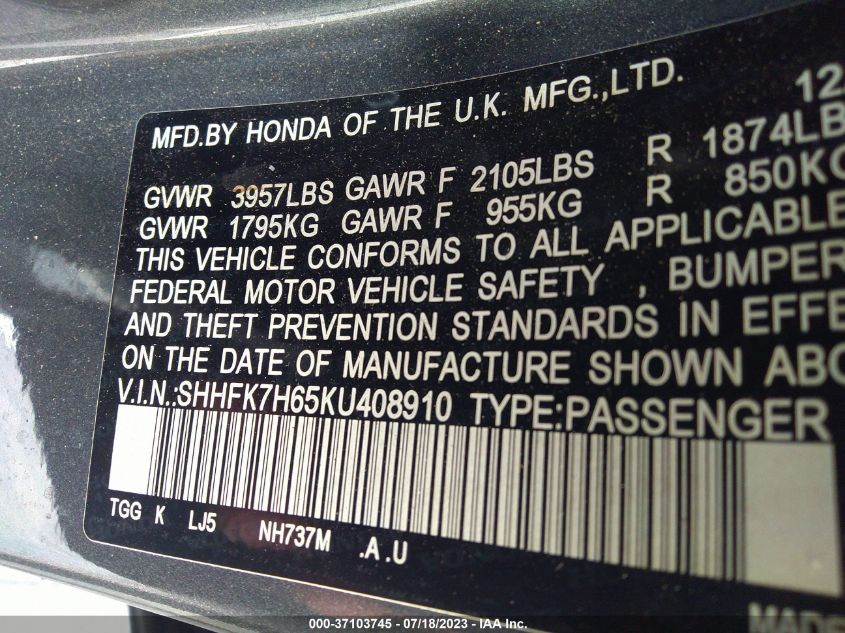 MFD.BY HONDA OF THE U.K. MFG.,LTD. 12
GVWR 3957LBS GAWR F 2105LBS R 1874LB
GVWR 1795KG GAWR F 955KG R 850KG
THIS VEHICLE CONFORMS TO ALL APPLICABLE
FEDERAL MOTOR VEHICLE SAFETY , BUMPER
AND THEFT PREVENTION STANDARDS IN EFFE
ON THE DATE OF MANUFACTURE SHOWN ABO
V.I.N.:SHHFK7H65KU408910 TYPE:PASSENGER
TGG K LJ5 NH737M .A .U
MADE
000-37103745 - 07/18/2023 - IAA Inc.